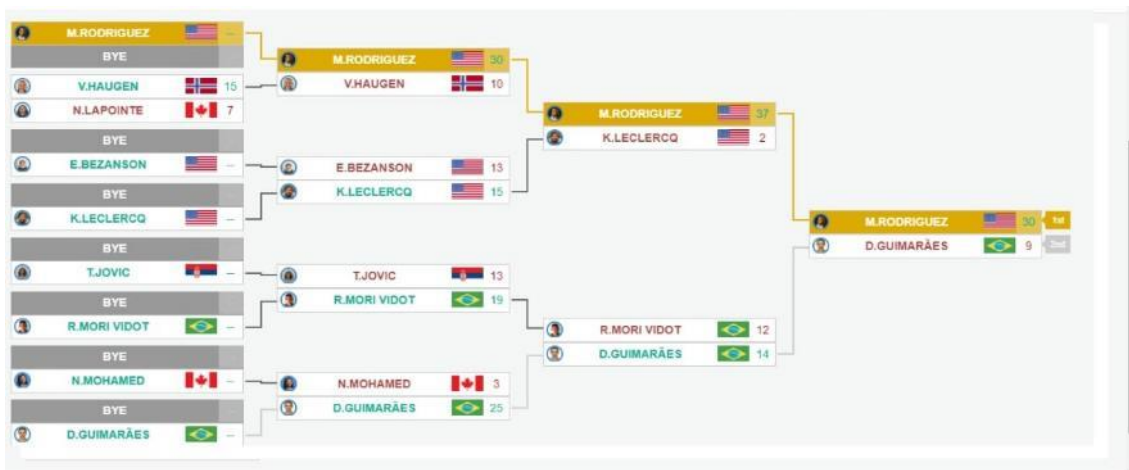 M.RODRIGUEZ –
BYE
V.HAUGEN 15
N.LAPOINTE 7
BYE
E.BEZANSON –
BYE
K.LECLERCQ –
BYE
T.JOVIC –
BYE
R.MORI VIDOT –
BYE
N.MOHAMED –
BYE
D.GUIMARÃES –
M.RODRIGUEZ 30
V.HAUGEN 10
E.BEZANSON 13
K.LECLERCQ 15
T.JOVIC 13
R.MORI VIDOT 19
N.MOHAMED 3
D.GUIMARÃES 25
M.RODRIGUEZ 37
K.LECLERCQ 2
R.MORI VIDOT 12
D.GUIMARÃES 14
M.RODRIGUEZ 30 1st
D.GUIMARÃES 9 2nd